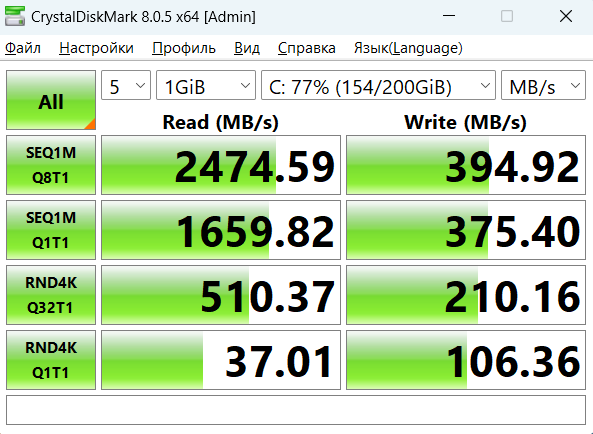 CrystalDiskMark 8.0.5 x64 [Admin]
Файл Настройки Профиль Вид Справка Язык(Language)
All 5 1GiB C: 77% (154/200GiB) MB/s
Read (MB/s) Write (MB/s)
SEQ1M
Q8T1
2474.59 394.92
SEQ1M
Q1T1
1659.82 375.40
RND4K
Q32T1
510.37 210.16
RND4K
Q1T1
37.01 106.36